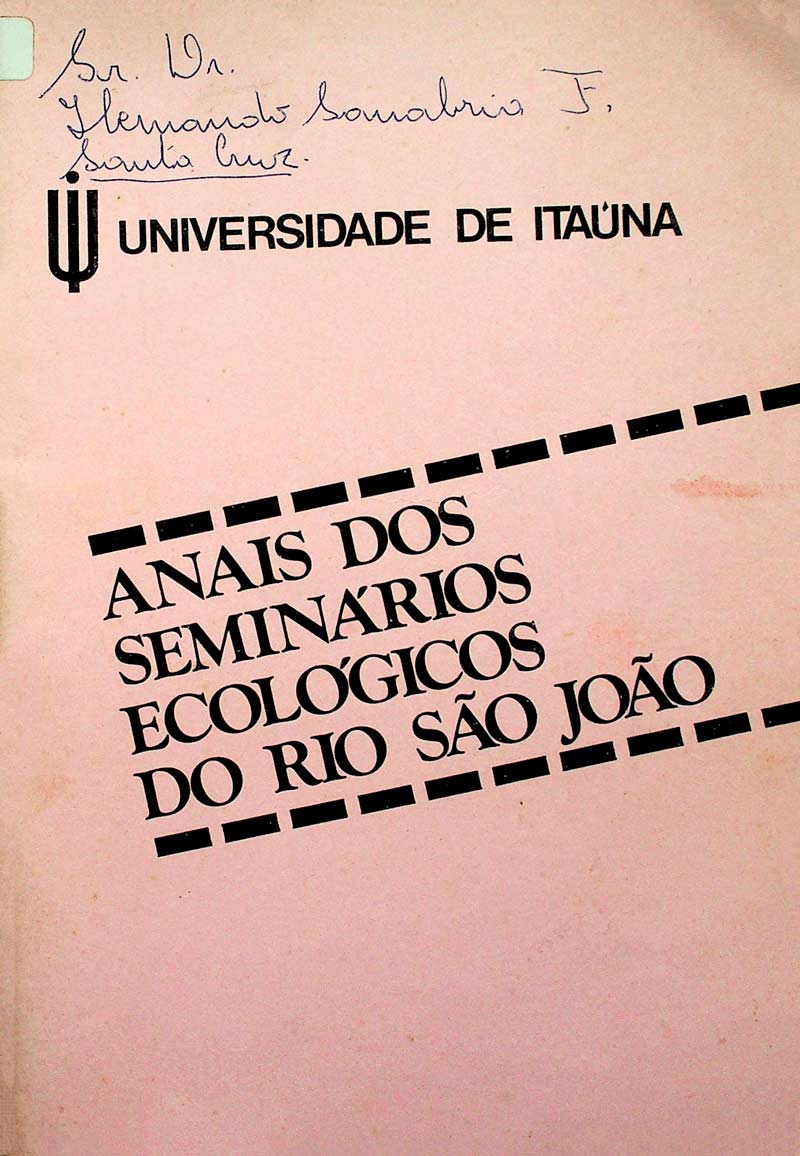 Sr. Dr.
Hernando Sanabria F.
Santa Cruz.
UNIVERSIDADE DE ITAÚNA
ANAIS DOS
SEMINÁRIOS
ECOLÓGICOS
DO RIO SÃO JOÃO